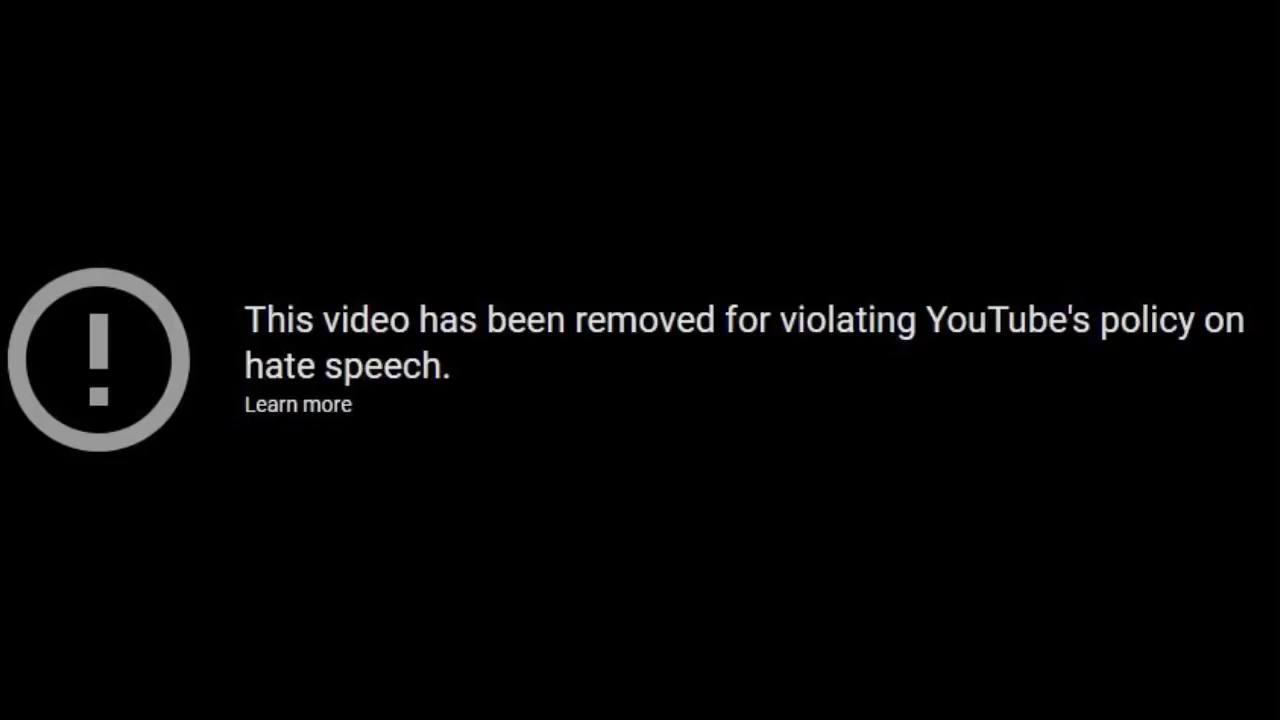 This video has been removed for violating YouTube's policy on
hate speech.
Learn more